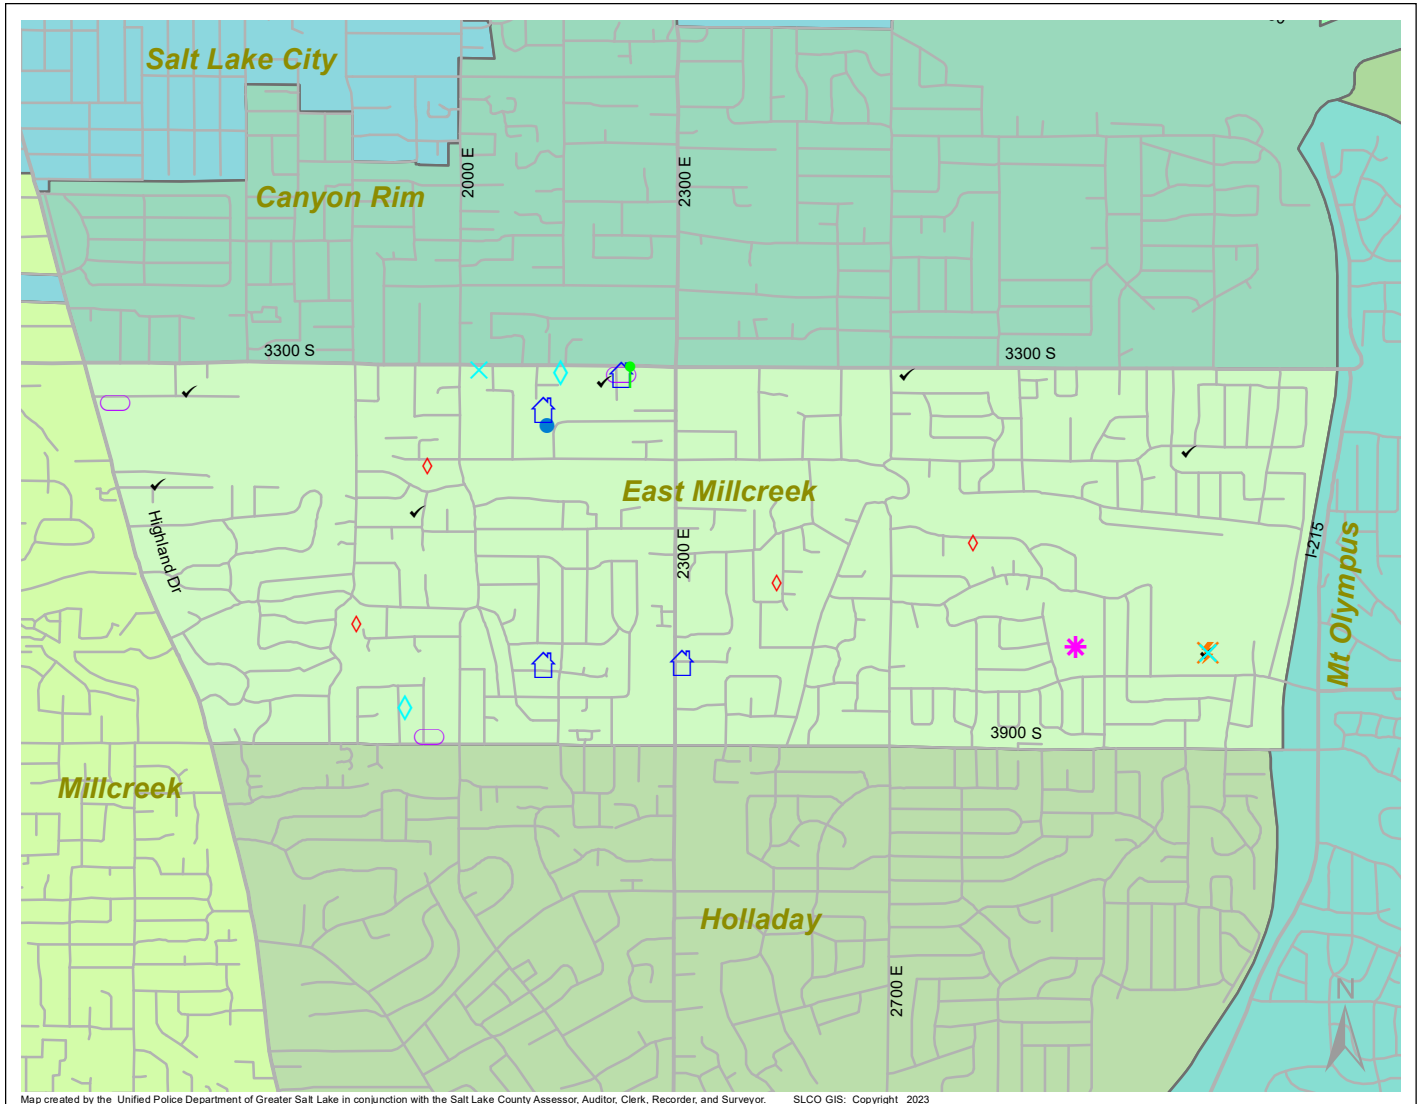 Salt Lake City
Canyon Rim
2000 E
2300 E
3300 S
3300 S
East Millcreek
Highland Dr
2300 E
I-215
Mt Olympus
3900 S
Millcreek
Holladay
2700 E
N
Map created by the Unified Police Department of Greater Salt Lake in conjunction with the Salt Lake County Assessor, Auditor, Clerk, Recorder, and Surveyor. SLCO GIS: Copyright 2023